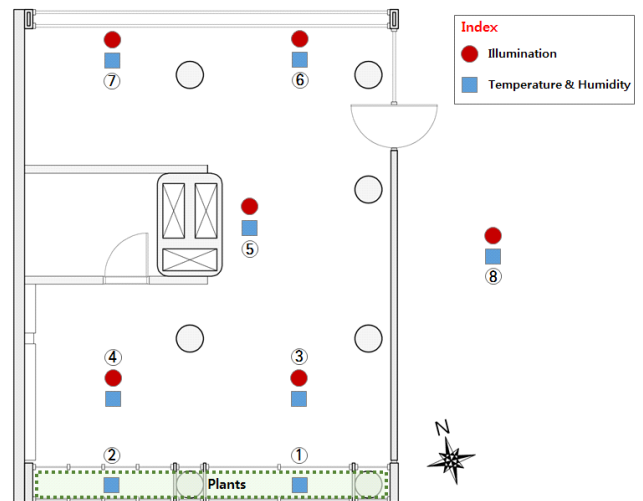 Index
Illumination
Temperature & Humidity
⑦
⑥
⑤
⑧
④
③
②
①
Plants
N